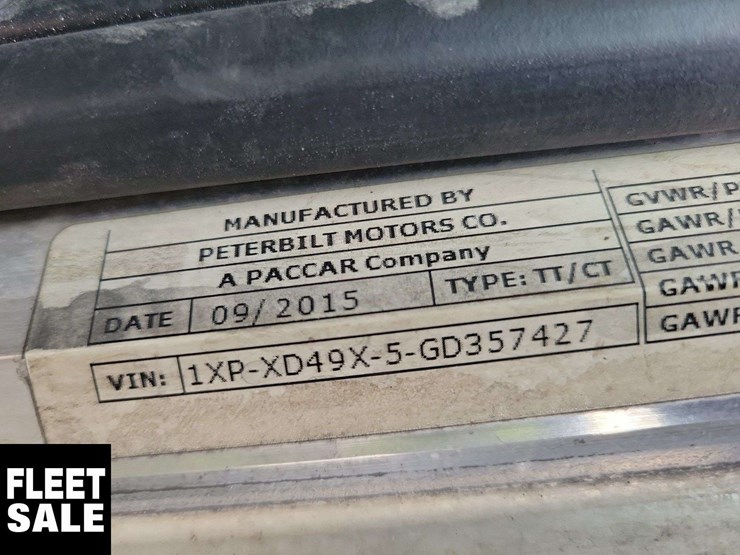 MANUFACTURED BY
PETERBILT MOTORS CO.
A PACCAR Company
DATE 09/2015 TYPE: TT/CT
VIN: 1XP-XD49X-5-GD357427
GVWR/P
GAWR/
GAWR
GAWR
GAWR
FLEET
SALE